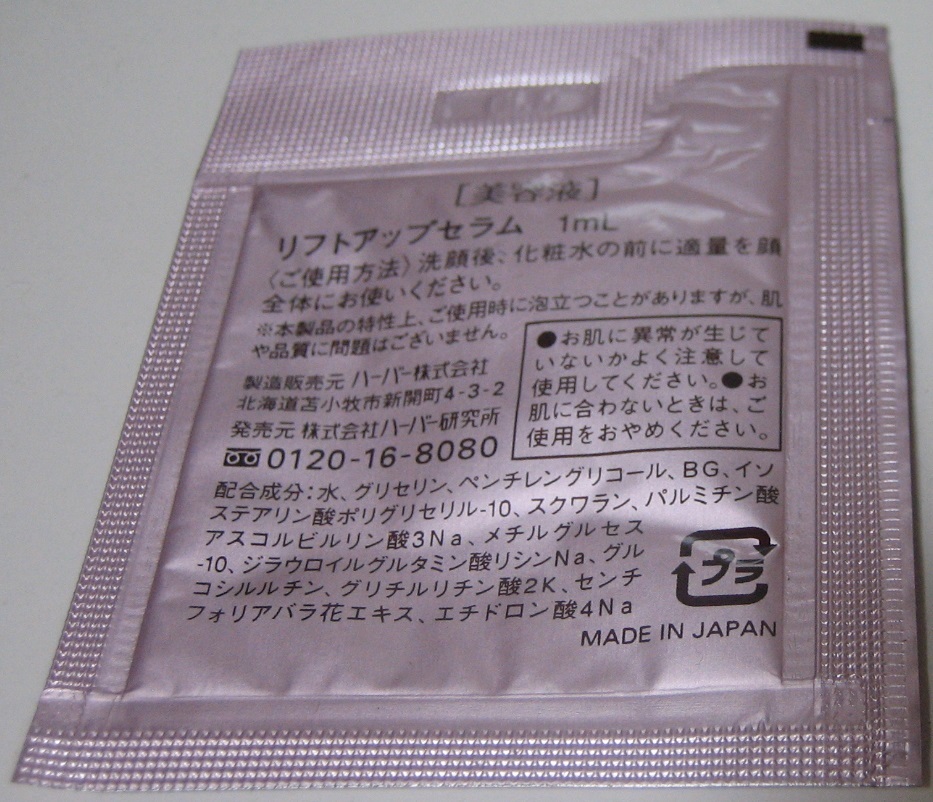 [美容液]
リフトアップセラム 1mL
〈ご使用方法〉洗顔後、化粧水の前に適量を顔
全体にお使いください。
※本製品の特性上、ご使用時に泡立つことがありますが、肌
や品質に問題はございません。
製造販売元 ハーバー株式会社
北海道苫小牧市新開町4-3-2
発売元 株式会社ハーバー研究所
0120-16-8080
●お肌に異常が生じて
いないかよく注意して
使用してください。●お
肌に合わないときは、ご
使用をおやめください。
配合成分：水、グリセリン、ペンチレングリコール、BG、イソ
ステアリン酸ポリグリセリル-10、スクワラン、パルミチン酸
アスコルビルリン酸3Na、メチルグルセス
-10、ジラウロイルグルタミン酸リシンNa、グル
コシルルチン、グリチルリチン酸2K、センチ
フォリアバラ花エキス、エチドロン酸4Na
プラ
MADE IN JAPAN